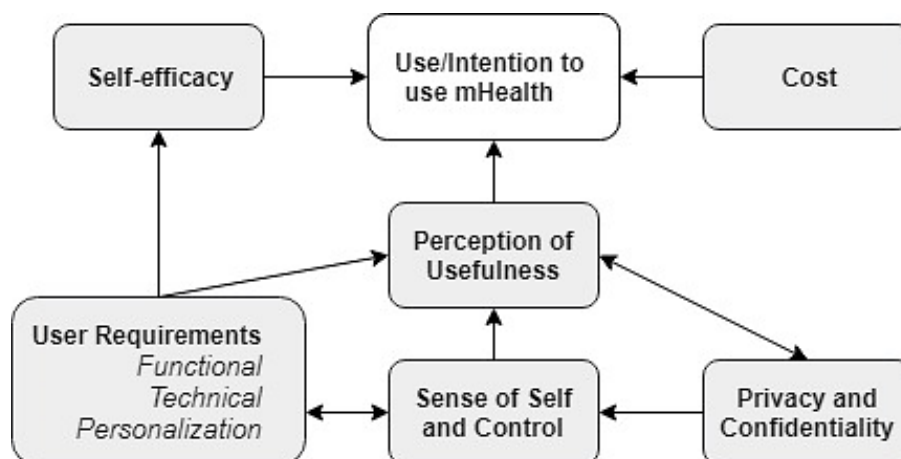 Self-efficacy
Use/Intention to
use mHealth
Cost
Perception of
Usefulness
User Requirements
Functional
Technical
Personalization
Sense of Self
and Control
Privacy and
Confidentiality